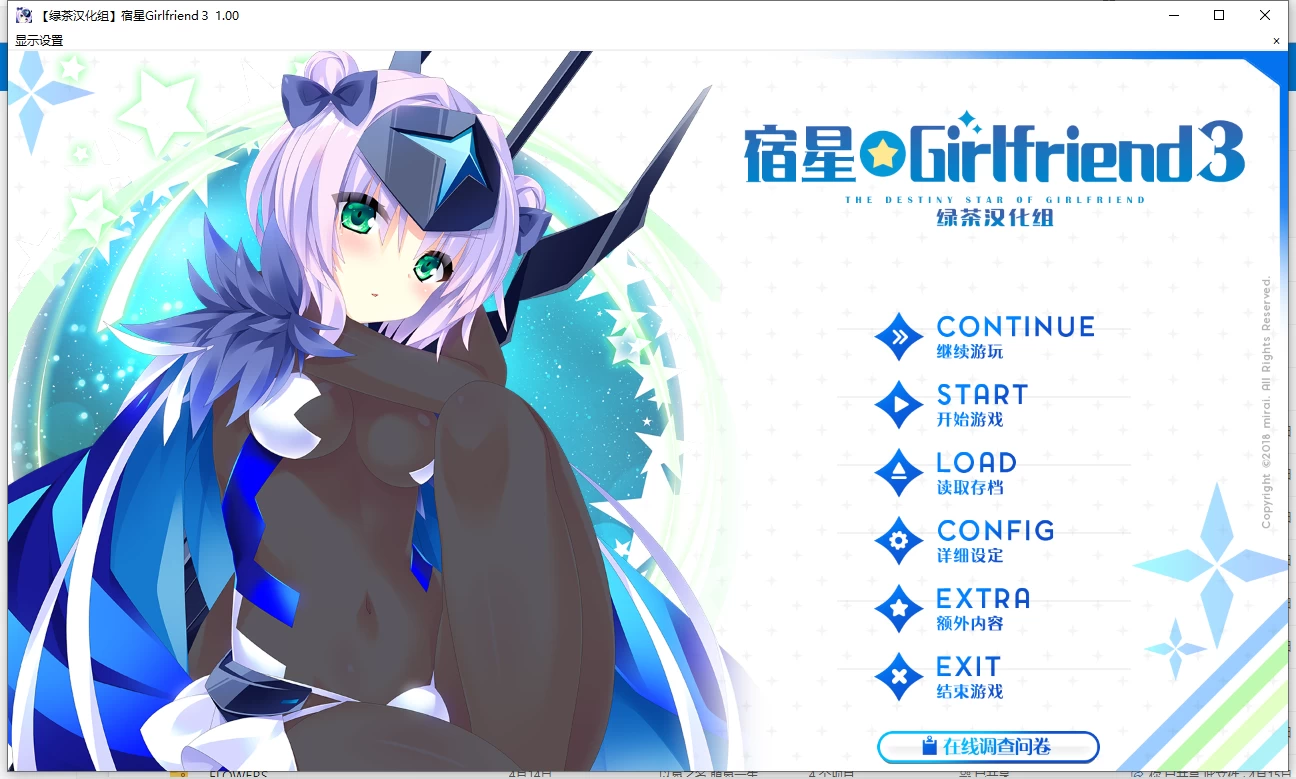 【绿茶汉化组】宿星Girlfriend 3 1.00
显示设置
宿星Girlfriend3
THE DESTINY STAR OF GIRLFRIEND
绿茶汉化组
CONTINUE
继续游玩
START
开始游戏
LOAD
读取存档
CONFIG
详细设定
EXTRA
额外内容
EXIT
结束游戏
在线调查问卷
Copyright ©2018 mirai. All Rights Reserved.
FLOWERS